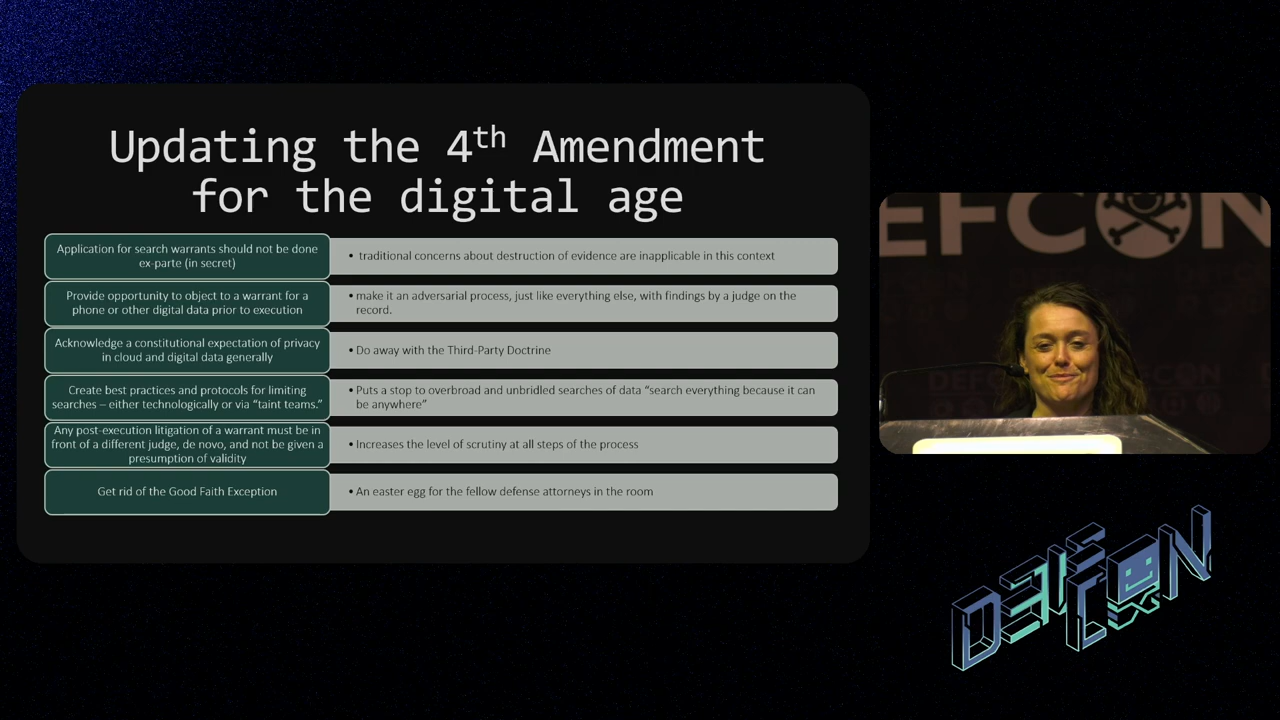 Updating the 4th Amendment
for the digital age
Application for search warrants should not be done
ex-parte (in secret)
• traditional concerns about destruction of evidence are inapplicable in this context
Provide opportunity to object to a warrant for a
phone or other digital data prior to execution
• make it an adversarial process, just like everything else, with findings by a judge on the
record.
Acknowledge a constitutional expectation of privacy
in cloud and digital data generally
• Do away with the Third-Party Doctrine
Create best practices and protocols for limiting
searches – either technologically or via “taint teams.”
• Puts a stop to overbroad and unbridled searches of data “search everything because it can
be anywhere”
Any post-execution litigation of a warrant must be in
front of a different judge, de novo, and not be given a
presumption of validity
• Increases the level of scrutiny at all steps of the process
Get rid of the Good Faith Exception
• An easter egg for the fellow defense attorneys in the room
EFCON
DEFCON